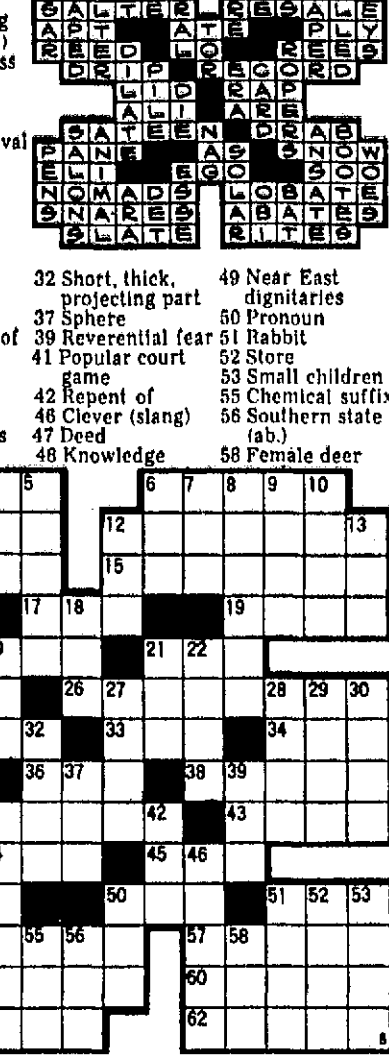 g
SALTER RESALE
)
APT ATE PLY
ss
REED LO REES
DRIP RECORD
LID RAP
ALI ARE
val
SATEEN DRAB
PANE AS SNOW
ELI EGO SOO
NOMADS LOBATE
SNARES ABATES
SLATE RITES
32 Short, thick,
projecting part
37 Sphere
of
39 Reverential fear
41 Popular court
game
42 Repent of
46 Clever (slang)
s
47 Deed
48 Knowledge
49 Near East
dignitaries
50 Pronoun
51 Rabbit
52 Store
53 Small children
55 Chemical suffix
56 Southern state
(ab.)
58 Female deer
5 6 7 8 9 10
12 13
15
17 18 19
21 22
26 27 28 29 30
32 33 34
36 37 38 39
42 43
45 46
50 51 52 53
55 56 57 58
60
62
8